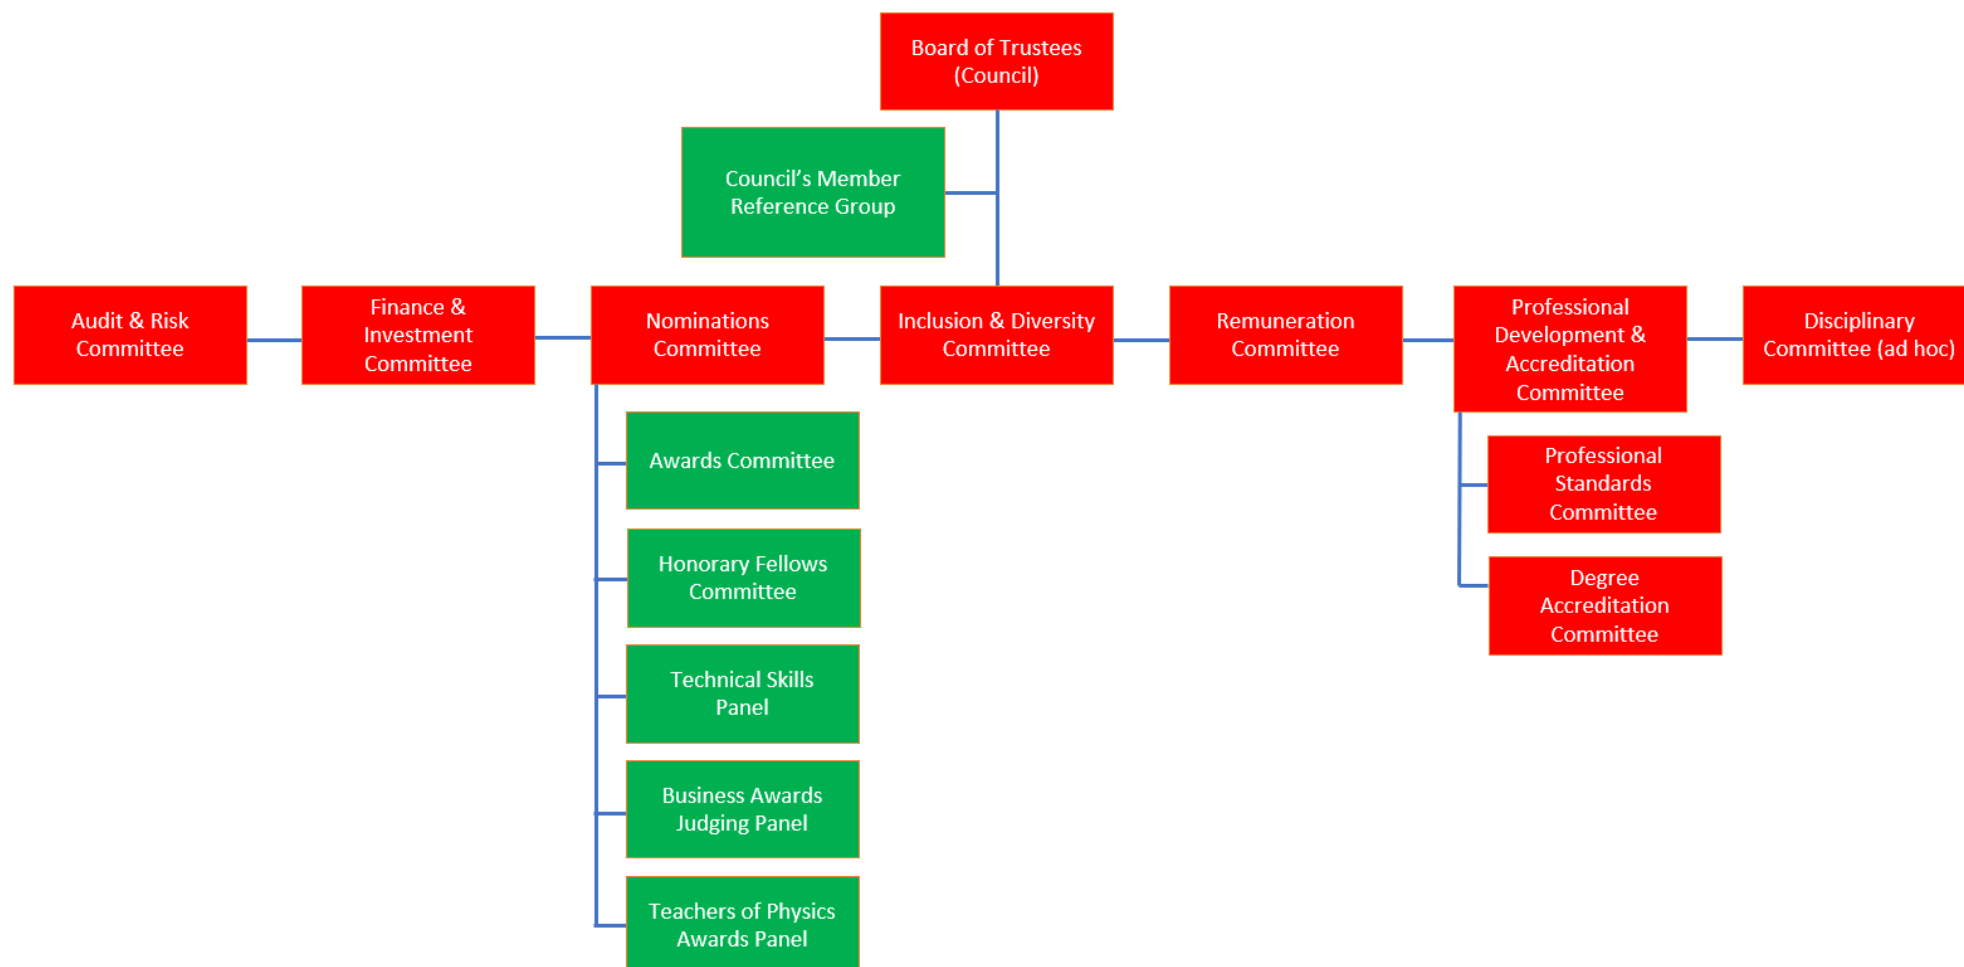 Board of Trustees
(Council)
Council’s Member
Reference Group
Audit & Risk
Committee
Finance &
Investment
Committee
Nominations
Committee
Inclusion & Diversity
Committee
Remuneration
Committee
Professional
Development &
Accreditation
Committee
Disciplinary
Committee (ad hoc)
Awards Committee
Honorary Fellows
Committee
Technical Skills
Panel
Business Awards
Judging Panel
Teachers of Physics
Awards Panel
Professional
Standards
Committee
Degree
Accreditation
Committee